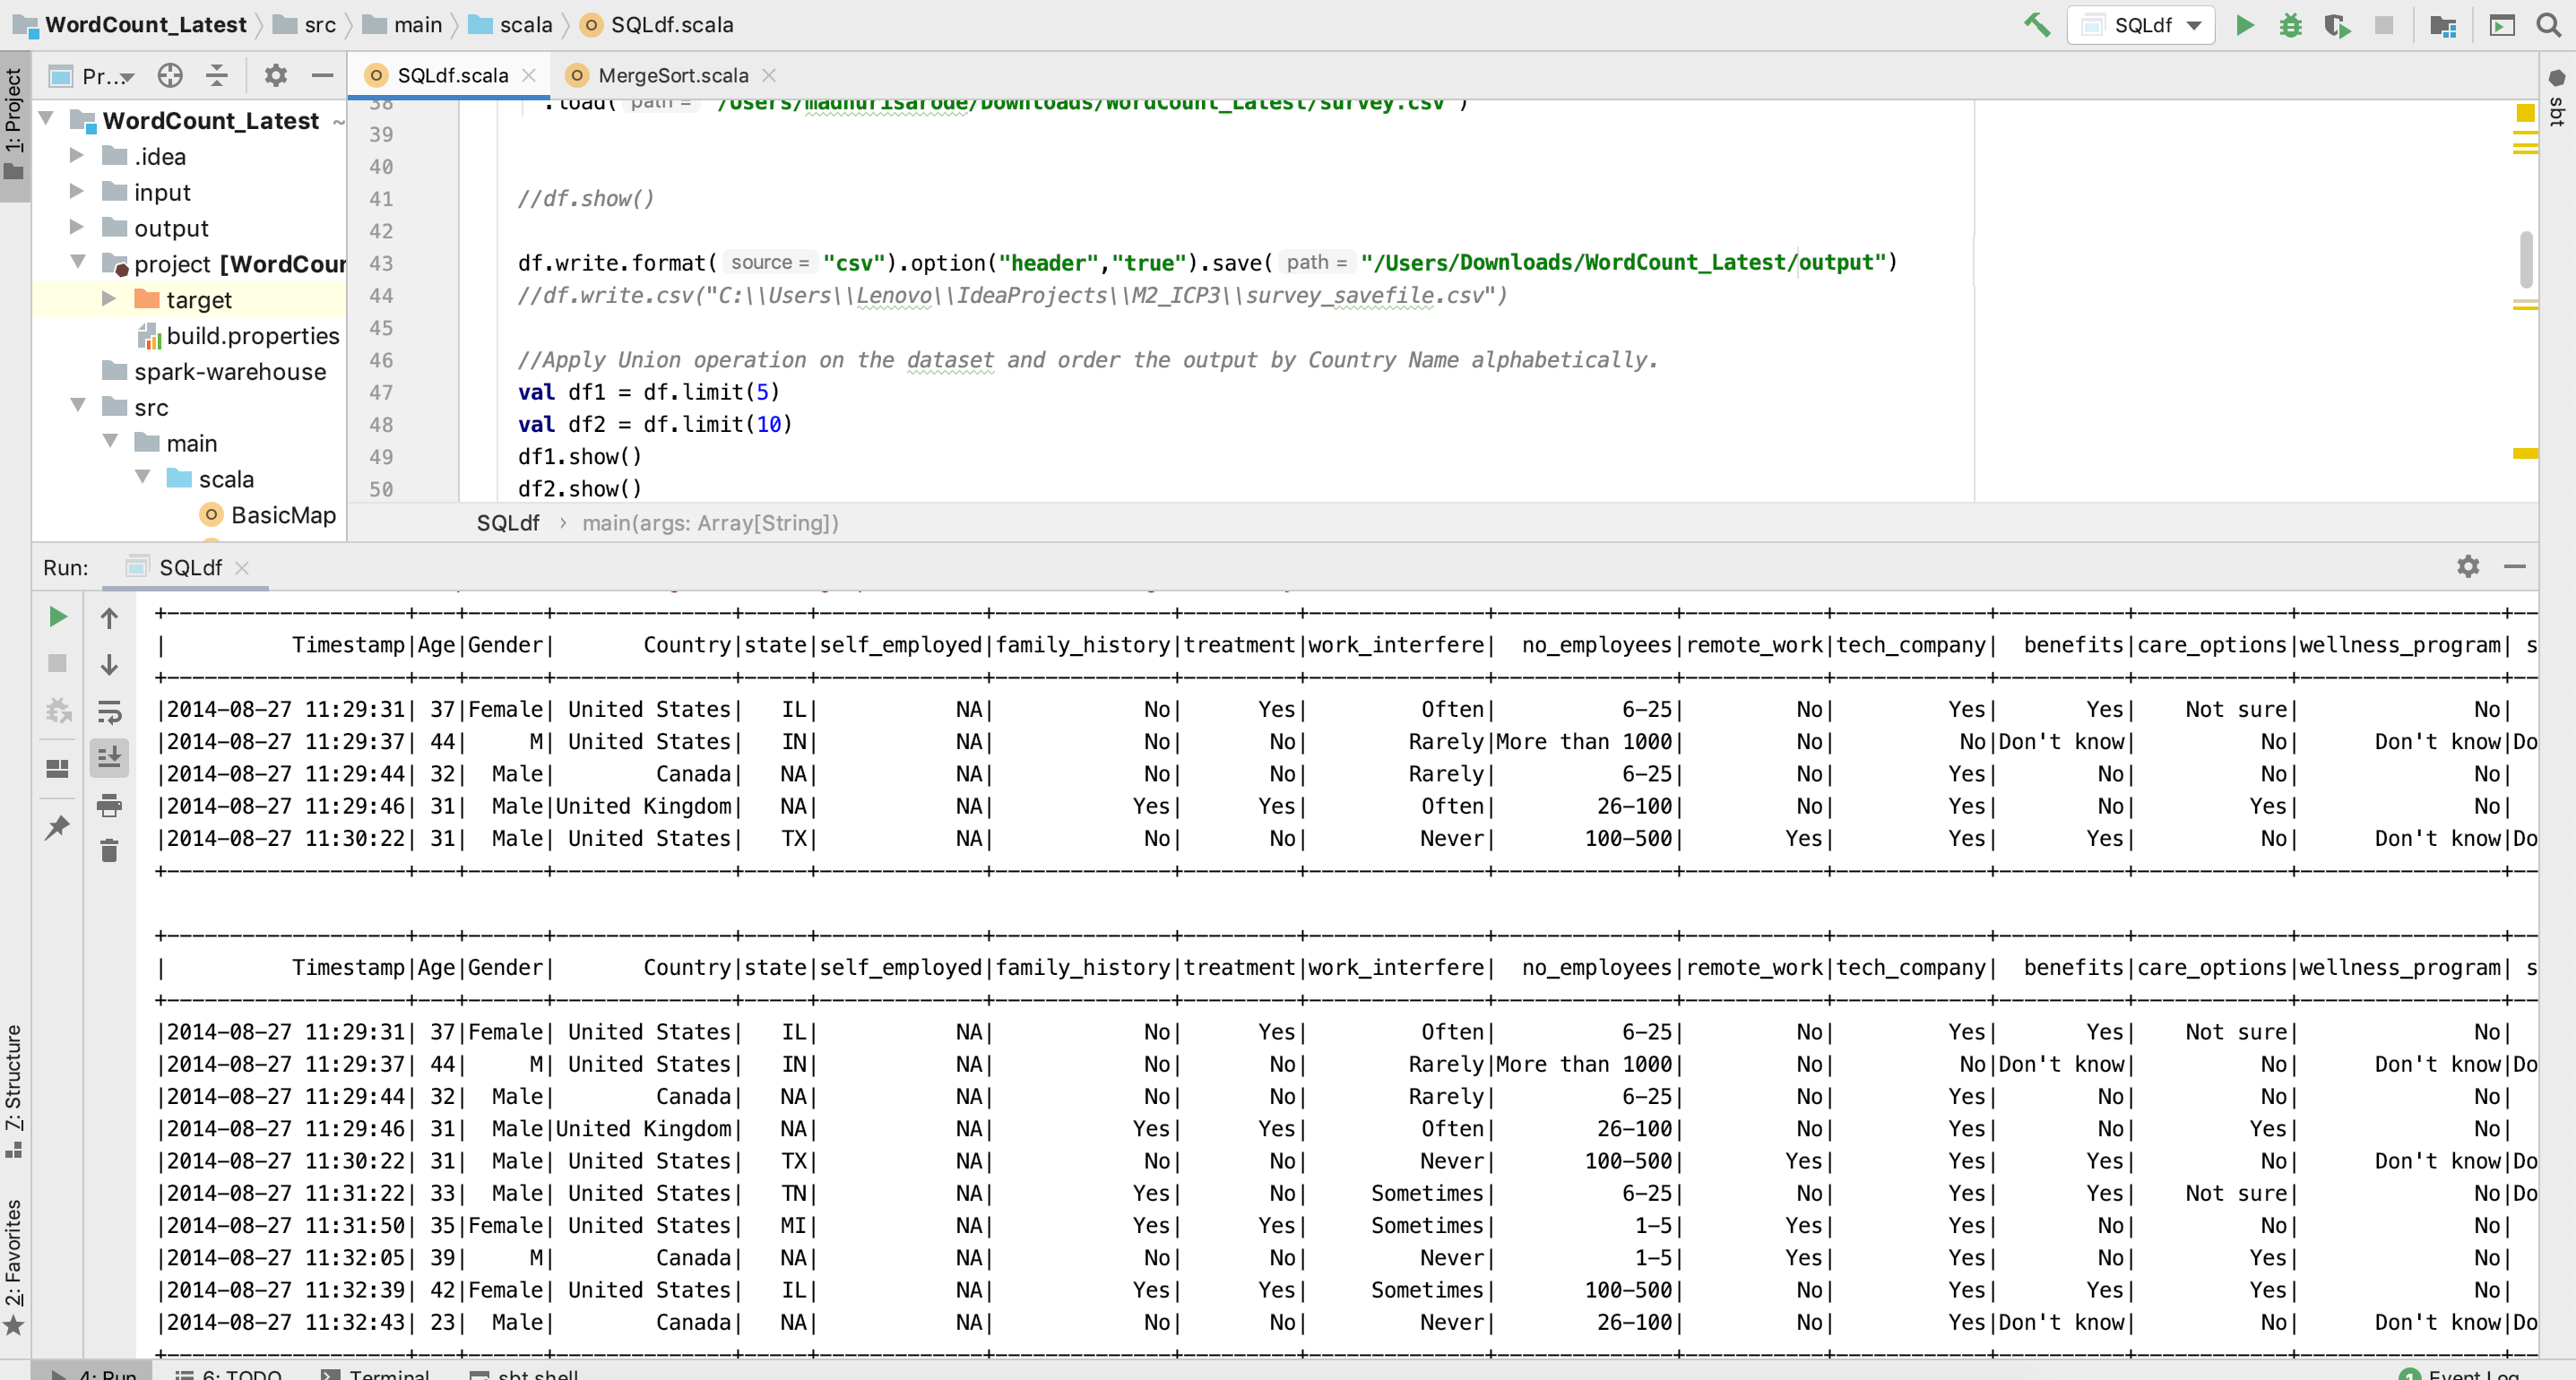 WordCount_Latest src main scala SQLdf.scala SQLdf
1: Project
Pr... SQLdf.scala MergeSort.scala
sbt
WordCount_Latest ~
.idea
input
output
project [WordCour
target
build.properties
spark-warehouse
src
main
scala
BasicMap
38 .load( path = "/Users/madhurisarode/Downloads/WordCount_Latest/survey.csv")
39
40
41 //df.show()
42
43 df.write.format( source = "csv").option("header","true").save( path = "/Users/Downloads/WordCount_Latest/output")
44 //df.write.csv("C:\\Users\\Lenovo\\IdeaProjects\\M2_ICP3\\survey_savefile.csv")
45
46 //Apply Union operation on the dataset and order the output by Country Name alphabetically.
47 val df1 = df.limit(5)
48 val df2 = df.limit(10)
49 df1.show()
50 df2.show()
SQLdf › main(args: Array[String])
Run: SQLdf
+-------------------+---+------+--------------+-----+-------------+--------------+---------+--------------+--------------+-----------+------------+----------+------------+----------------+--
| Timestamp|Age|Gender| Country|state|self_employed|family_history|treatment|work_interfere| no_employees|remote_work|tech_company| benefits|care_options|wellness_program| s
+-------------------+---+------+--------------+-----+-------------+--------------+---------+--------------+--------------+-----------+------------+----------+------------+----------------+--
|2014-08-27 11:29:31| 37|Female| United States| IL| NA| No| Yes| Often| 6-25| No| Yes| Yes| Not sure| No|
|2014-08-27 11:29:37| 44| M| United States| IN| NA| No| No| Rarely|More than 1000| No| No|Don't know| No| Don't know|Do
|2014-08-27 11:29:44| 32| Male| Canada| NA| NA| No| No| Rarely| 6-25| No| Yes| No| No| No|
|2014-08-27 11:29:46| 31| Male|United Kingdom| NA| NA| Yes| Yes| Often| 26-100| No| Yes| No| Yes| No|
|2014-08-27 11:30:22| 31| Male| United States| TX| NA| No| No| Never| 100-500| Yes| Yes| Yes| No| Don't know|Do
+-------------------+---+------+--------------+-----+-------------+--------------+---------+--------------+--------------+-----------+------------+----------+------------+----------------+--
+-------------------+---+------+--------------+-----+-------------+--------------+---------+--------------+--------------+-----------+------------+----------+------------+----------------+--
| Timestamp|Age|Gender| Country|state|self_employed|family_history|treatment|work_interfere| no_employees|remote_work|tech_company| benefits|care_options|wellness_program| s
+-------------------+---+------+--------------+-----+-------------+--------------+---------+--------------+--------------+-----------+------------+----------+------------+----------------+--
|2014-08-27 11:29:31| 37|Female| United States| IL| NA| No| Yes| Often| 6-25| No| Yes| Yes| Not sure| No|
|2014-08-27 11:29:37| 44| M| United States| IN| NA| No| No| Rarely|More than 1000| No| No|Don't know| No| Don't know|Do
|2014-08-27 11:29:44| 32| Male| Canada| NA| NA| No| No| Rarely| 6-25| No| Yes| No| No| No|
|2014-08-27 11:29:46| 31| Male|United Kingdom| NA| NA| Yes| Yes| Often| 26-100| No| Yes| No| Yes| No|
|2014-08-27 11:30:22| 31| Male| United States| TX| NA| No| No| Never| 100-500| Yes| Yes| Yes| No| Don't know|Do
|2014-08-27 11:31:22| 33| Male| United States| TN| NA| Yes| No| Sometimes| 6-25| No| Yes| Yes| Not sure| No|Do
|2014-08-27 11:31:50| 35|Female| United States| MI| NA| Yes| Yes| Sometimes| 1-5| Yes| Yes| No| No| No|
|2014-08-27 11:32:05| 39| M| Canada| NA| NA| No| No| Never| 1-5| Yes| Yes| No| Yes| No|
|2014-08-27 11:32:39| 42|Female| United States| IL| NA| Yes| Yes| Sometimes| 100-500| No| Yes| Yes| Yes| No|
|2014-08-27 11:32:43| 23| Male| Canada| NA| NA| No| No| Never| 26-100| No| Yes|Don't know| No| Don't know|Do
+-------------------+---+------+--------------+-----+-------------+--------------+---------+--------------+--------------+-----------+------------+----------+------------+----------------+--
7: Structure
2: Favorites
4: Run 6: TODO Terminal sbt shell 1 Event Log